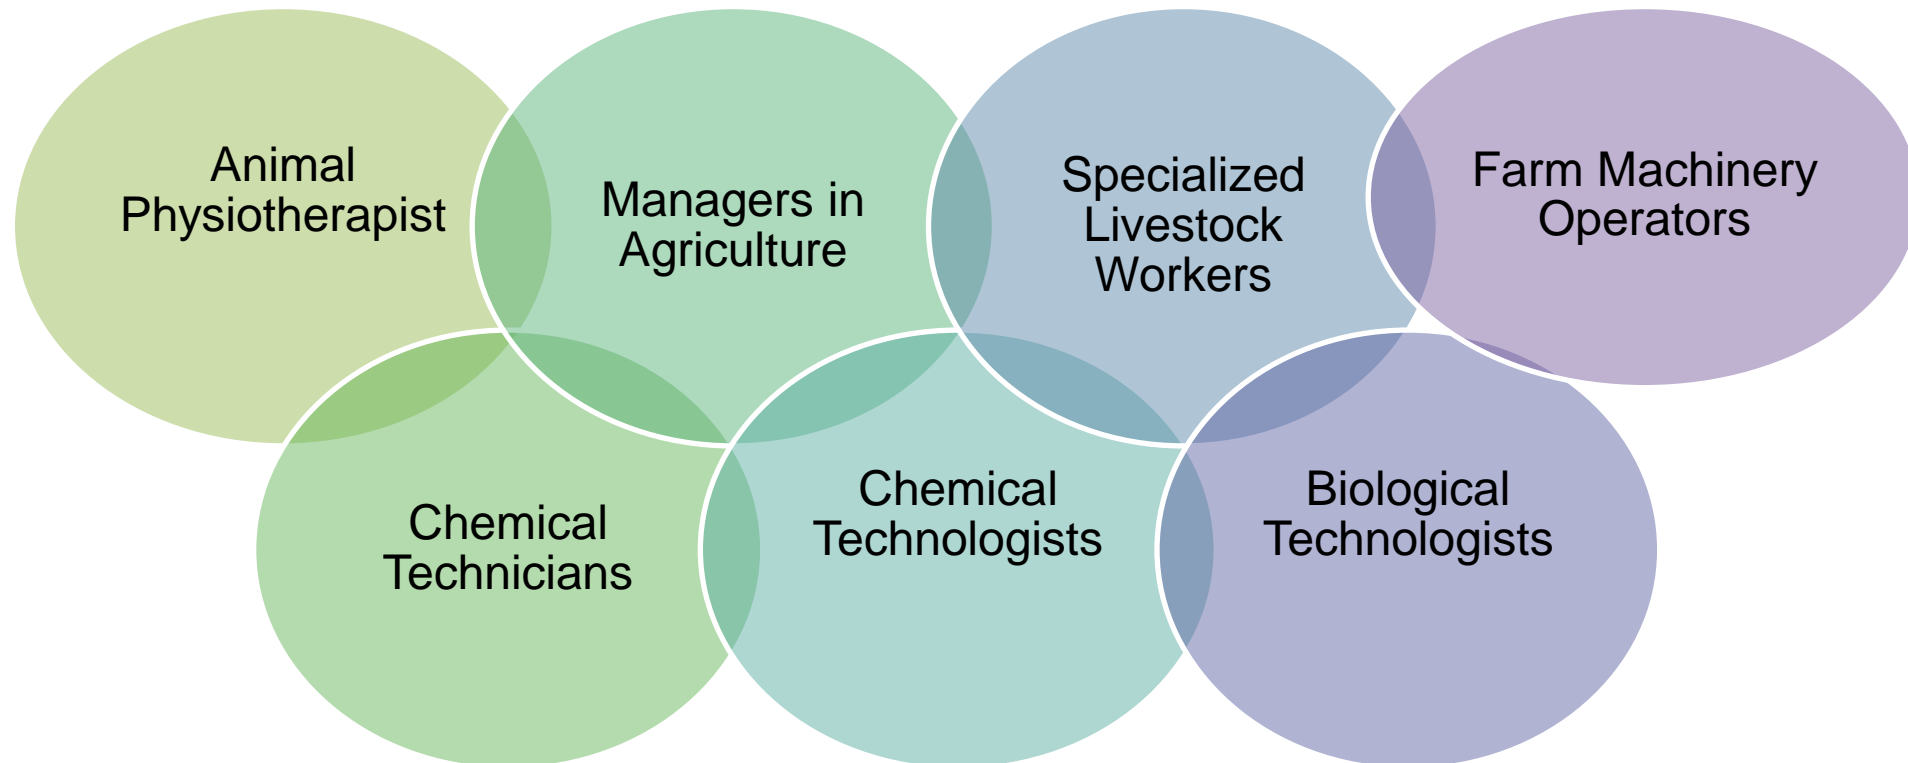 Animal
Physiotherapist
Managers in
Agriculture
Specialized
Livestock
Workers
Farm Machinery
Operators
Chemical
Technicians
Chemical
Technologists
Biological
Technologists